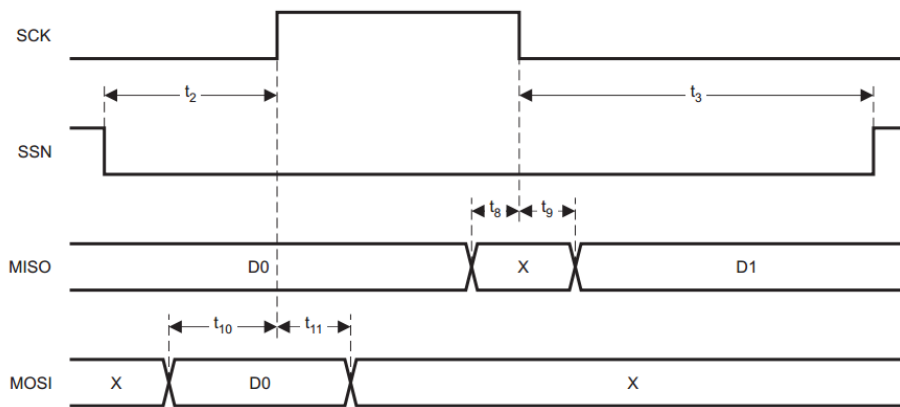 SCK
t2 t3
SSN
t8 t9
MISO D0 X D1
t10 t11
MOSI X D0 X